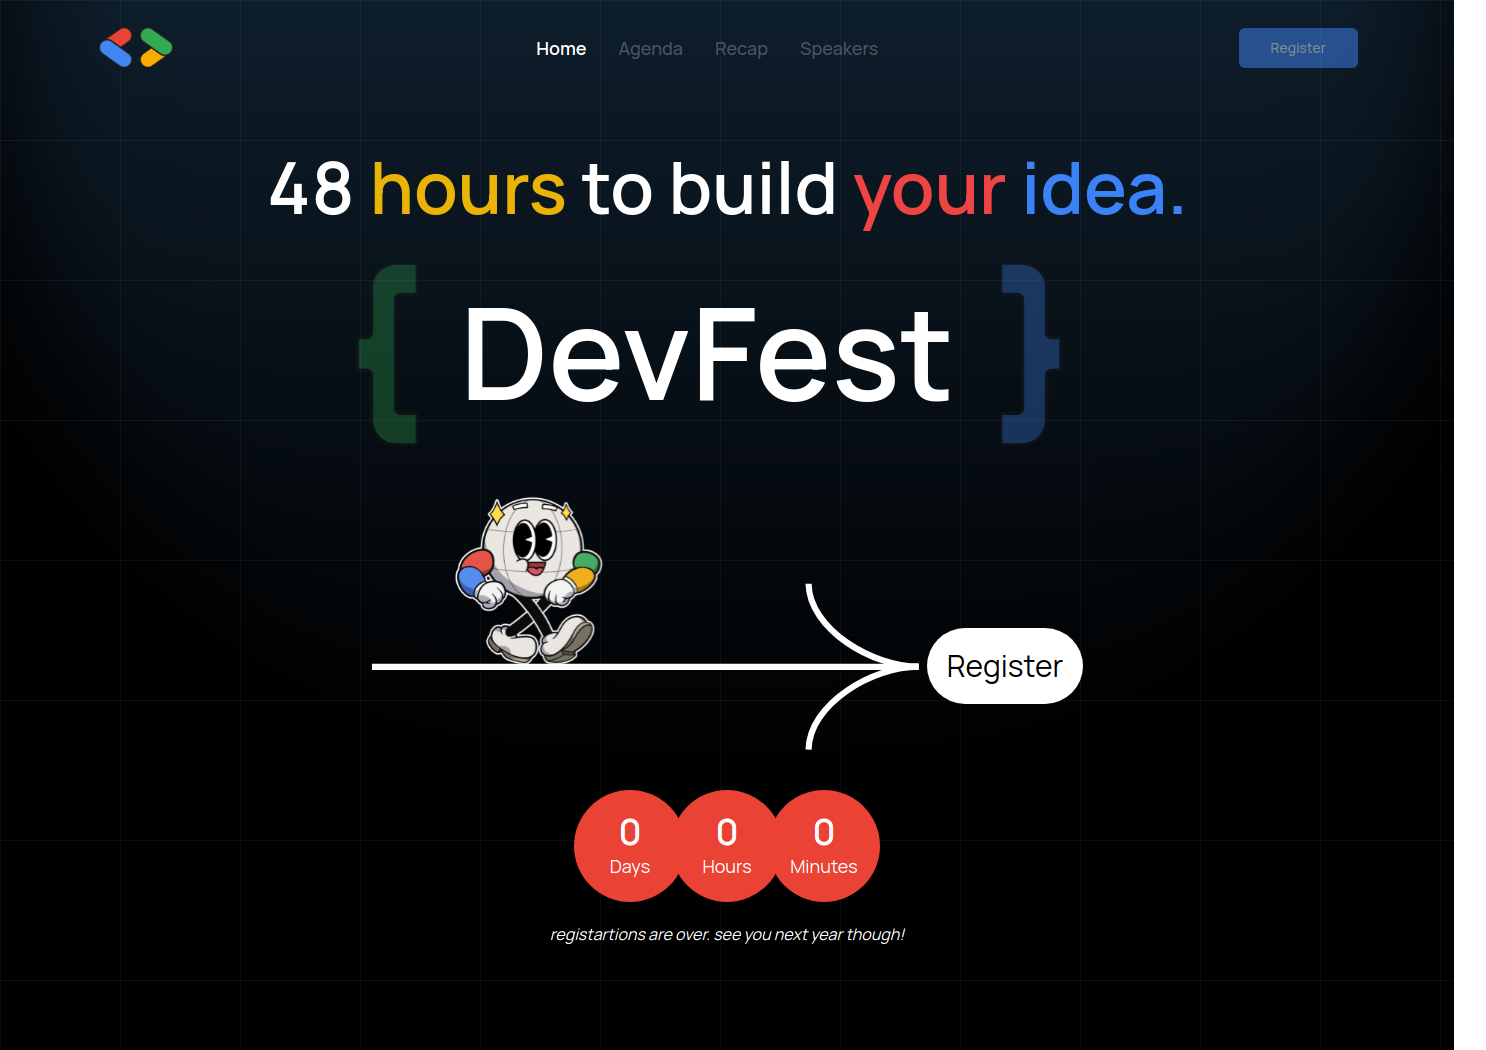 Home Agenda Recap Speakers Register
48 hours to build your idea.
{ DevFest }
Register
0 0 0
Days Hours Minutes
registartions are over. see you next year though!